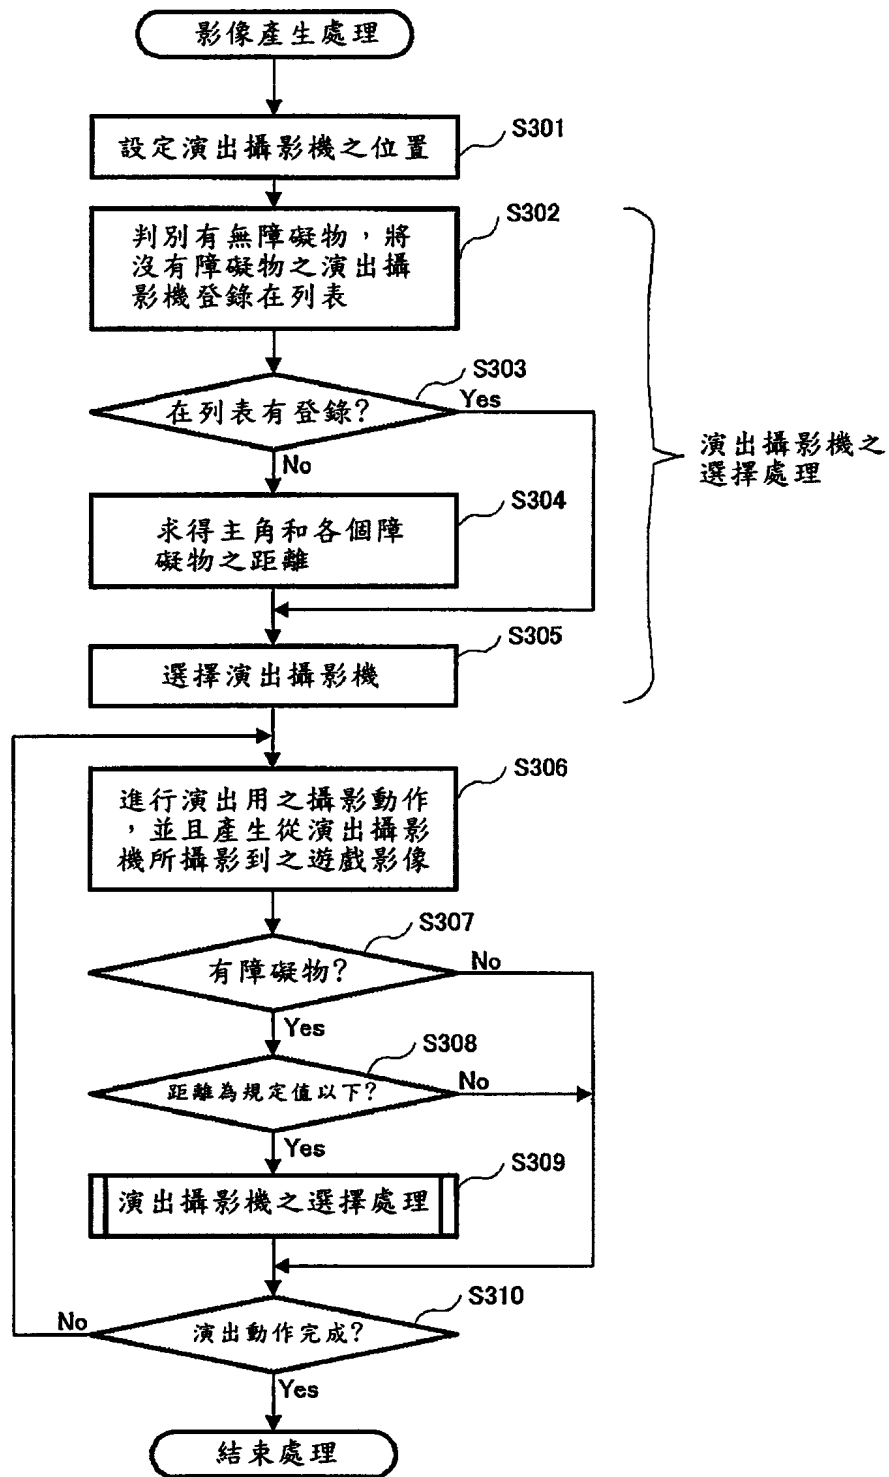 影像產生處理
S301
設定演出攝影機之位置
S302
判別有無障礙物，將
沒有障礙物之演出攝
影機登錄在列表
S303
在列表有登錄?
Yes
No
S304
求得主角和各個障
礙物之距離
S305
選擇演出攝影機
演出攝影機之
選擇處理
S306
進行演出用之攝影動作
，並且產生從演出攝影
機所攝影到之遊戲影像
S307
有障礙物?
No
Yes
S308
距離為規定值以下?
No
Yes
S309
演出攝影機之選擇處理
S310
演出動作完成?
No
Yes
結束處理